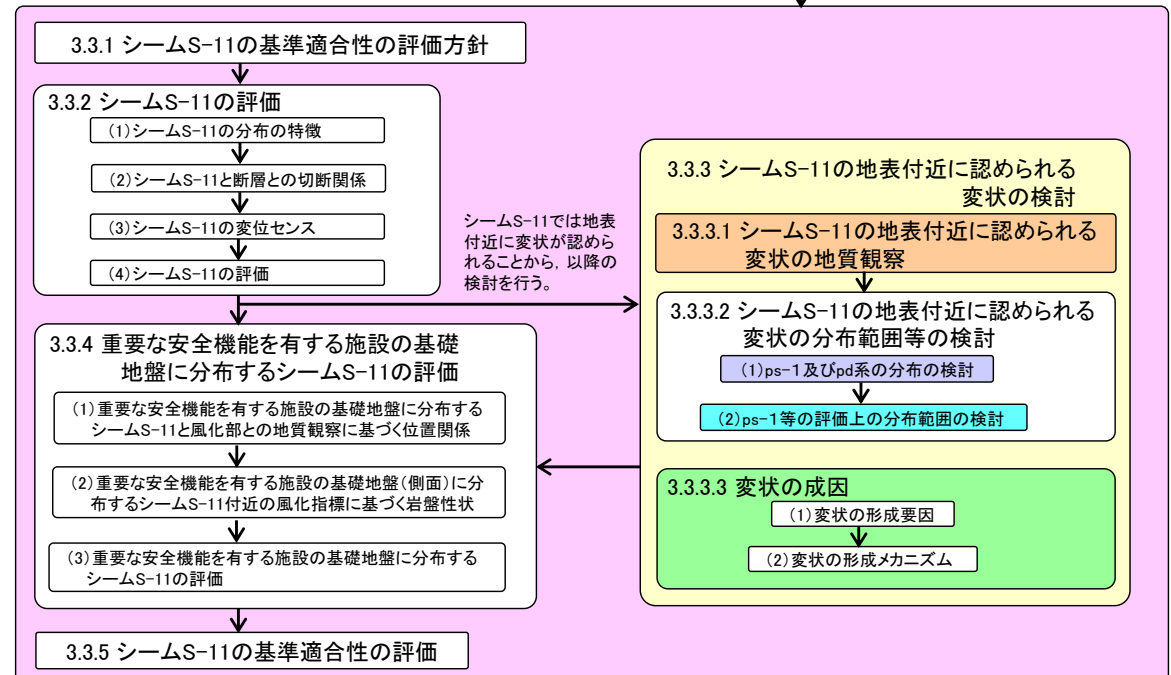 3.3.1 シームS-11の基準適合性の評価方針
3.3.2 シームS-11の評価
(1)シームS-11の分布の特徴
(2)シームS-11と断層との切断関係
(3)シームS-11の変位センス
(4)シームS-11の評価
シームS-11では地表
付近に変状が認めら
れることから，以降の
検討を行う。
3.3.3 シームS-11の地表付近に認められる
変状の検討
3.3.3.1 シームS-11の地表付近に認められる
変状の地質観察
3.3.3.2 シームS-11の地表付近に認められる
変状の分布範囲等の検討
(1)ps-1及びpd系の分布の検討
(2)ps-1等の評価上の分布範囲の検討
3.3.3.3 変状の成因
(1)変状の形成要因
(2)変状の形成メカニズム
3.3.4 重要な安全機能を有する施設の基礎
地盤に分布するシームS-11の評価
(1)重要な安全機能を有する施設の基礎地盤に分布する
シームS-11と風化部との地質観察に基づく位置関係
(2)重要な安全機能を有する施設の基礎地盤(側面)に分
布するシームS-11付近の風化指標に基づく岩盤性状
(3)重要な安全機能を有する施設の基礎地盤に分布する
シームS-11の評価
3.3.5 シームS-11の基準適合性の評価